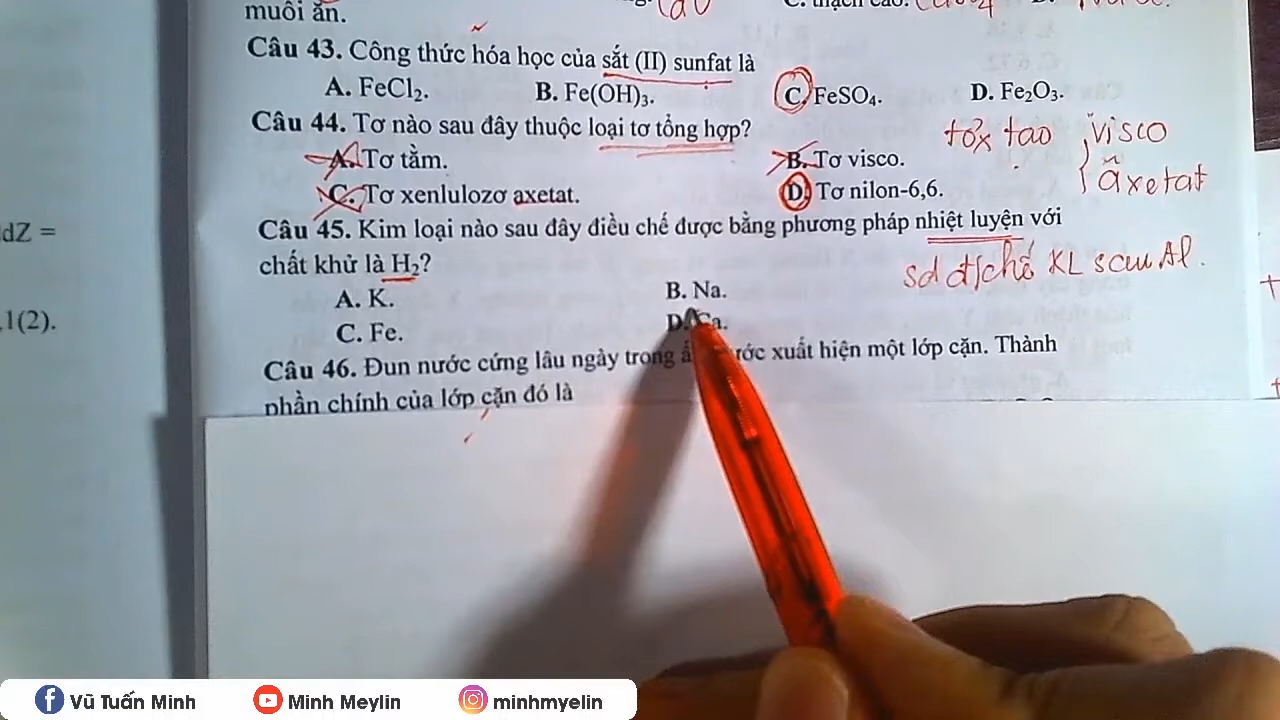 muối ăn.
C. thạch cao.
Câu 43. Công thức hóa học của sắt (II) sunfat là
A. FeCl₂. B. Fe(OH)₃. C. FeSO₄. D. Fe₂O₃.
Câu 44. Tơ nào sau đây thuộc loại tơ tổng hợp?
A. Tơ tằm. B. Tơ visco.
C. Tơ xenlulozơ axetat. D. Tơ nilon-6,6.
visco
axetat
Câu 45. Kim loại nào sau đây điều chế được bằng phương pháp nhiệt luyện với
chất khử là H₂?
sd đ/chế KL sau Al.
A. K. B. Na.
C. Fe. D. Ca.
Câu 46. Đun nước cứng lâu ngày trong ấm nước xuất hiện một lớp cặn. Thành
phần chính của lớp cặn đó là
dZ =
1(2).
Vũ Tuấn Minh Minh Meylin minhmyelin